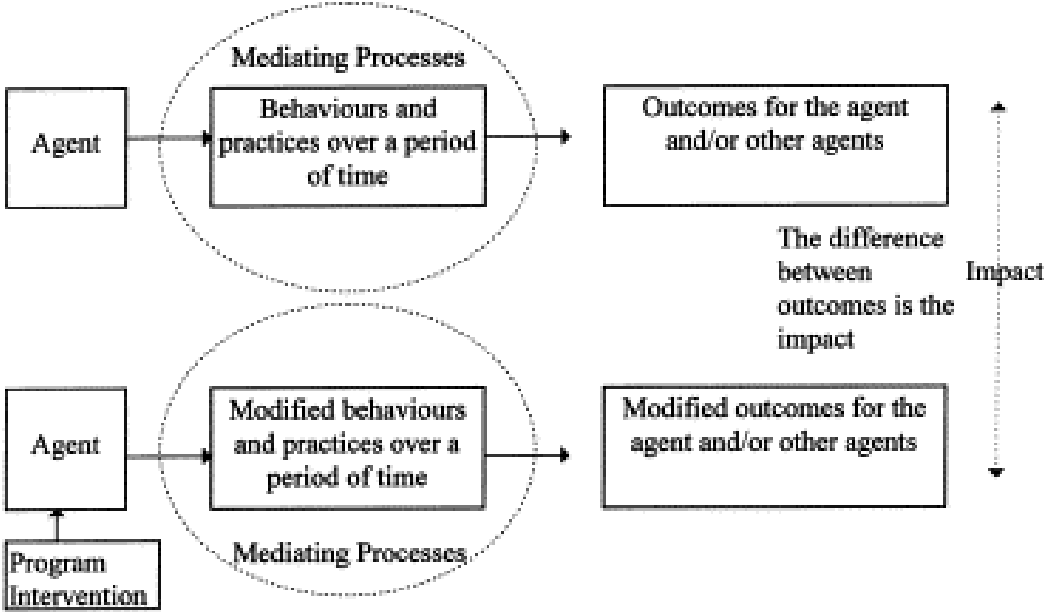 Mediating Processes
Agent
Behaviours and
practices over a period
of time
Outcomes for the agent
and/or other agents
The difference
between
outcomes is the
impact
Impact
Agent
Modified behaviours
and practices over a
period of time
Modified outcomes for the
agent and/or other agents
Mediating Processes
Program
Intervention